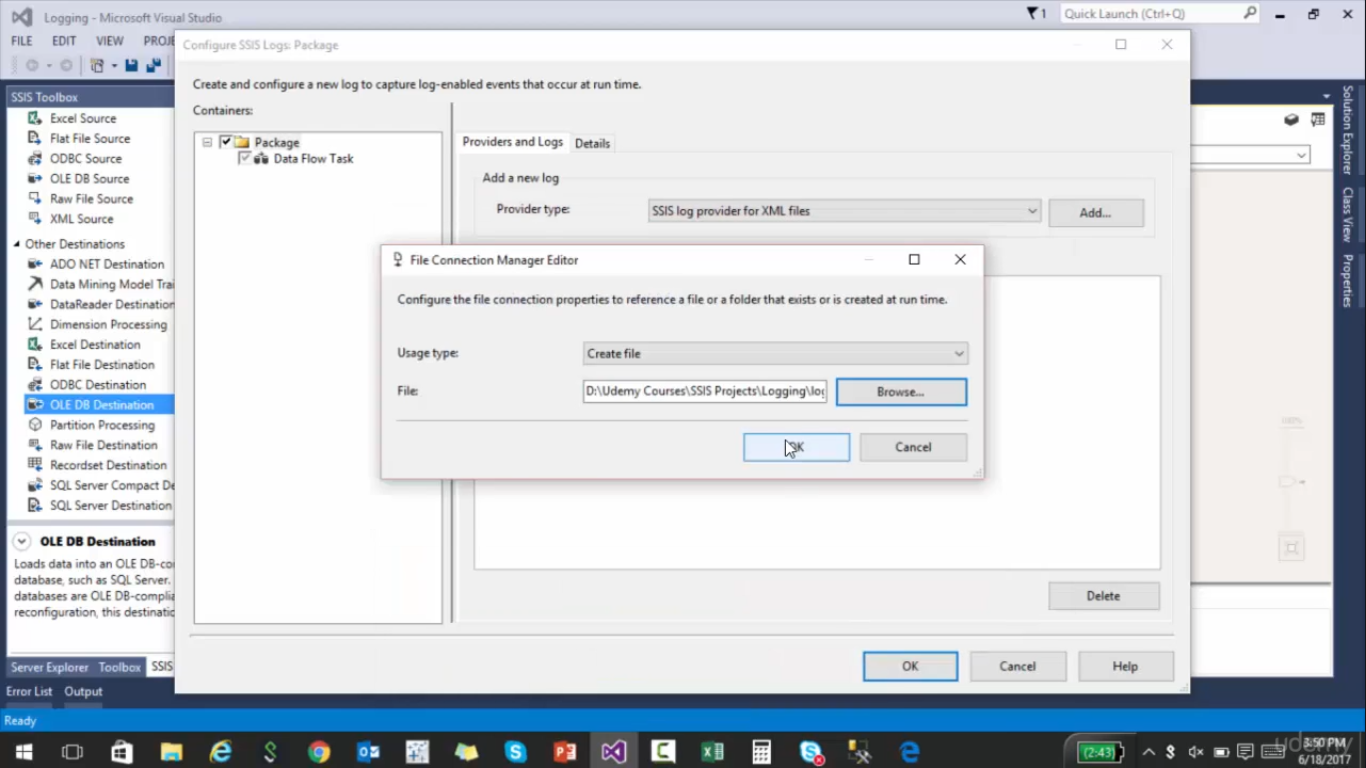 Logging - Microsoft Visual Studio
1
Quick Launch (Ctrl+Q)
FILE EDIT VIEW PROJ
Configure SSIS Logs: Package
Create and configure a new log to capture log-enabled events that occur at run time.
SSIS Toolbox
Containers:
Excel Source
Flat File Source
ODBC Source
OLE DB Source
Raw File Source
XML Source
Other Destinations
ADO NET Destination
Data Mining Model Trai
DataReader Destination
Dimension Processing
Excel Destination
Flat File Destination
ODBC Destination
OLE DB Destination
Partition Processing
Raw File Destination
Recordset Destination
SQL Server Compact De
SQL Server Destination
OLE DB Destination
Loads data into an OLE DB-co
database, such as SQL Server.
databases are OLE DB-complia
reconfiguration, this destinatio
Server Explorer Toolbox SSIS
Error List Output
Ready
Package
Data Flow Task
Providers and Logs Details
Add a new log
Provider type: SSIS log provider for XML files Add...
File Connection Manager Editor
Configure the file connection properties to reference a file or a folder that exists or is created at run time.
Usage type: Create file
File: D:\Udemy Courses\SSIS Projects\Logging\log Browse...
OK Cancel
Delete
OK Cancel Help
Solution Explorer
Class View
Properties
(2:43)
udemy
3:50 PM
6/18/2017